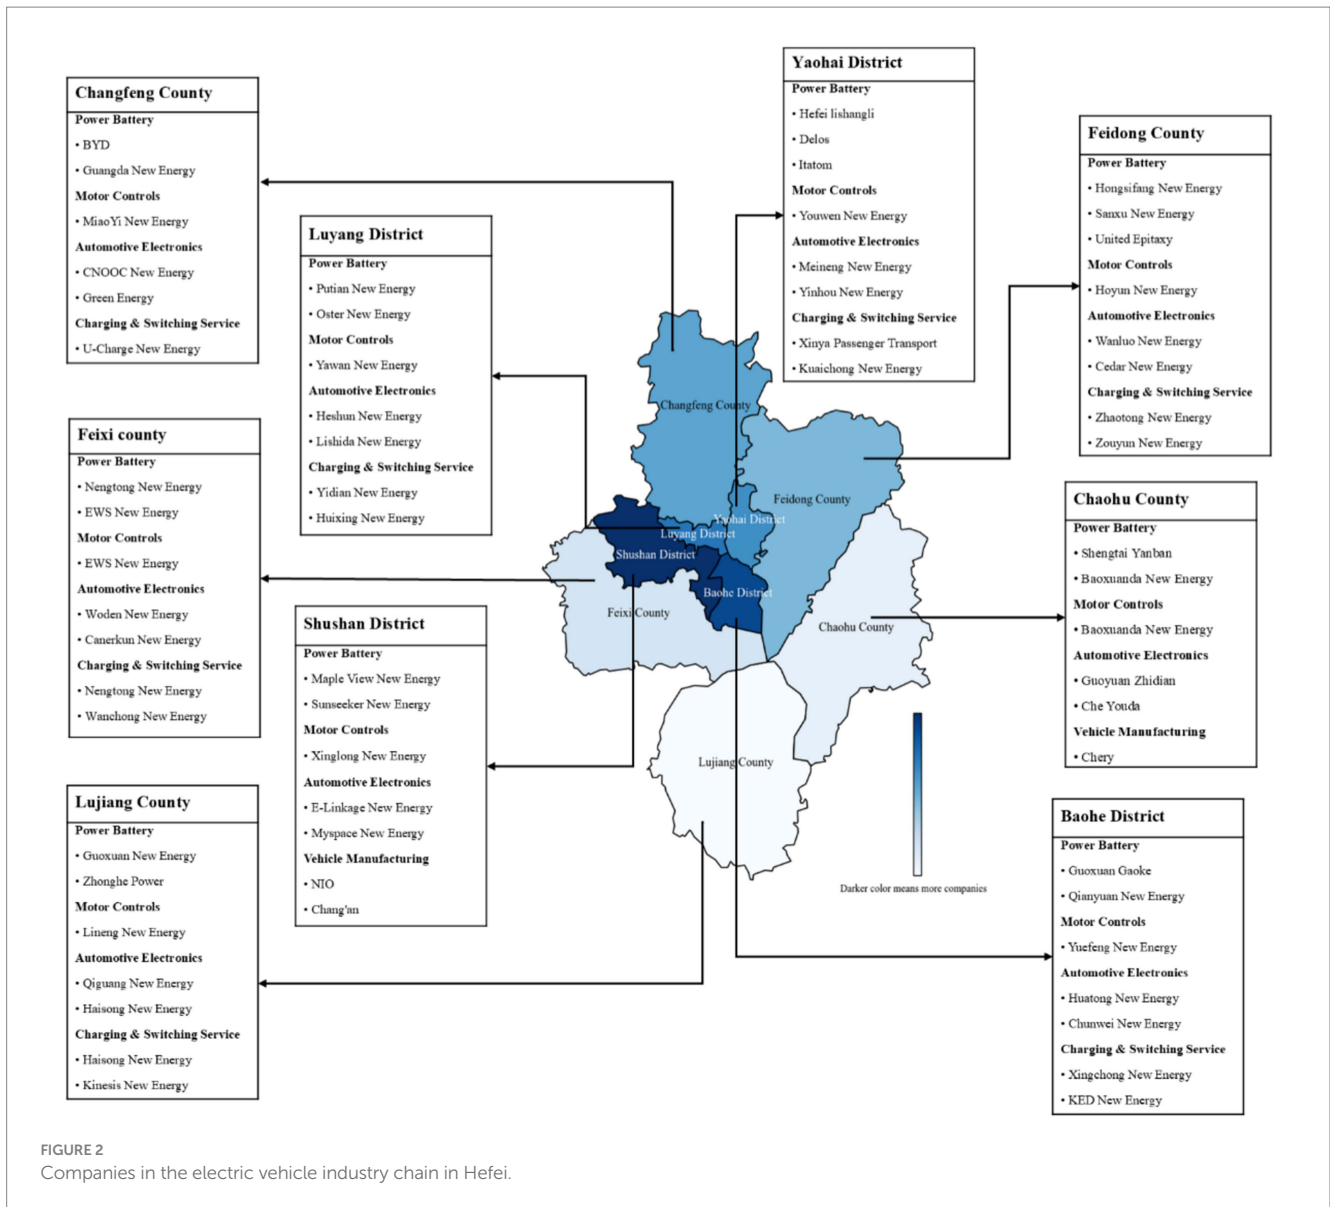 Changfeng County
Power Battery
• BYD
• Guangda New Energy
Motor Controls
• MiaoYi New Energy
Automotive Electronics
• CNOOC New Energy
• Green Energy
Charging & Switching Service
• U-Charge New Energy
Luyang District
Power Battery
• Putian New Energy
• Oster New Energy
Motor Controls
• Yawan New Energy
Automotive Electronics
• Heshun New Energy
• Lishida New Energy
Charging & Switching Service
• Yidian New Energy
• Huixing New Energy
Yaohai District
Power Battery
• Hefei lishangli
• Delos
• Itatom
Motor Controls
• Youwen New Energy
Automotive Electronics
• Meineng New Energy
• Yinhou New Energy
Charging & Switching Service
• Xinya Passenger Transport
• Kuaichong New Energy
Feidong County
Power Battery
• Hongsifang New Energy
• Sanxu New Energy
• United Epitaxy
Motor Controls
• Hoyun New Energy
Automotive Electronics
• Wanluo New Energy
• Cedar New Energy
Charging & Switching Service
• Zhaotong New Energy
• Zouyun New Energy
Feixi county
Power Battery
• Nengtong New Energy
• EWS New Energy
Motor Controls
• EWS New Energy
Automotive Electronics
• Woden New Energy
• Canerkun New Energy
Charging & Switching Service
• Nengtong New Energy
• Wanchong New Energy
Shushan District
Power Battery
• Maple View New Energy
• Sunseeker New Energy
Motor Controls
• Xinglong New Energy
Automotive Electronics
• E-Linkage New Energy
• Myspace New Energy
Vehicle Manufacturing
• NIO
• Chang'an
Changfeng County
Feidong County
Yaohai District
Luyang District
Shushan District
Baohe District
Feixi County
Chaohu County
Lujiang County
Darker color means more companies
Chaohu County
Power Battery
• Shengtai Yanban
• Baoxuanda New Energy
Motor Controls
• Baoxuanda New Energy
Automotive Electronics
• Guoyuan Zhidian
• Che Youda
Vehicle Manufacturing
• Chery
Lujiang County
Power Battery
• Guoxuan New Energy
• Zhonghe Power
Motor Controls
• Lineng New Energy
Automotive Electronics
• Qiguang New Energy
• Haisong New Energy
Charging & Switching Service
• Haisong New Energy
• Kinesis New Energy
Baohe District
Power Battery
• Guoxuan Gaoke
• Qianyuan New Energy
Motor Controls
• Yuefeng New Energy
Automotive Electronics
• Huatong New Energy
• Chunwei New Energy
Charging & Switching Service
• Xingchong New Energy
• KED New Energy
FIGURE 2
Companies in the electric vehicle industry chain in Hefei.